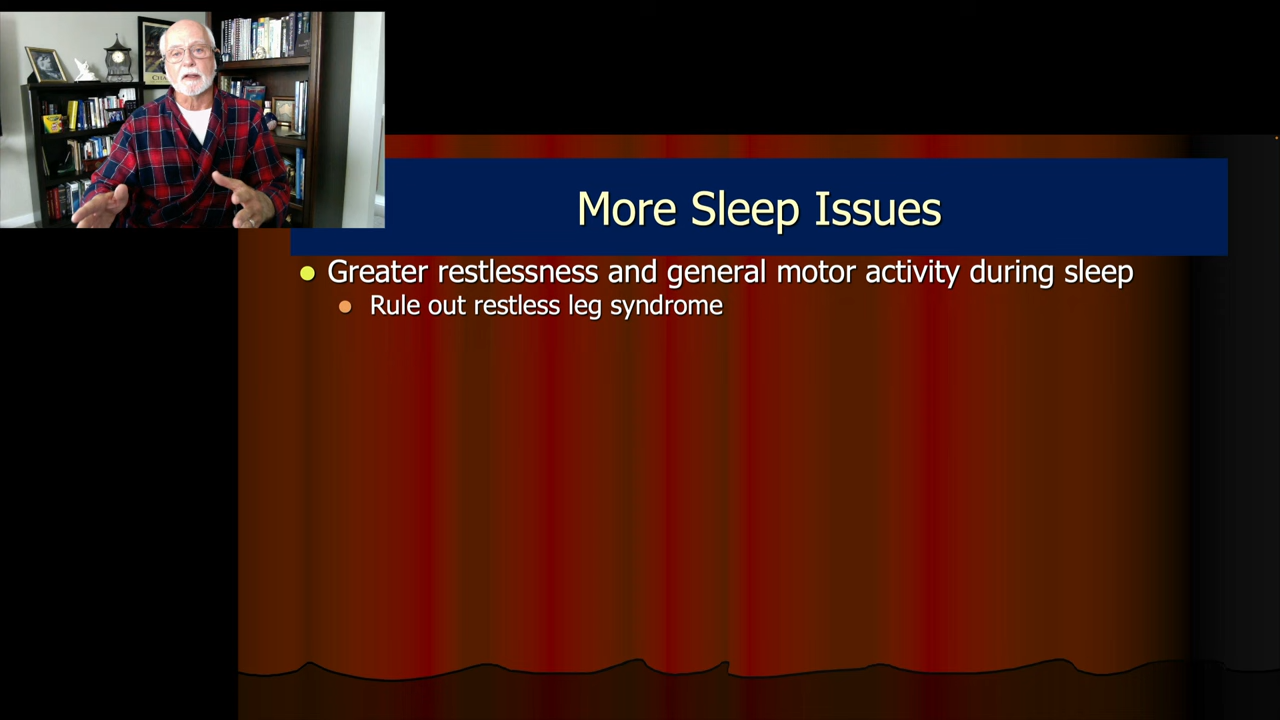 More Sleep Issues
Greater restlessness and general motor activity during sleep
Rule out restless leg syndrome